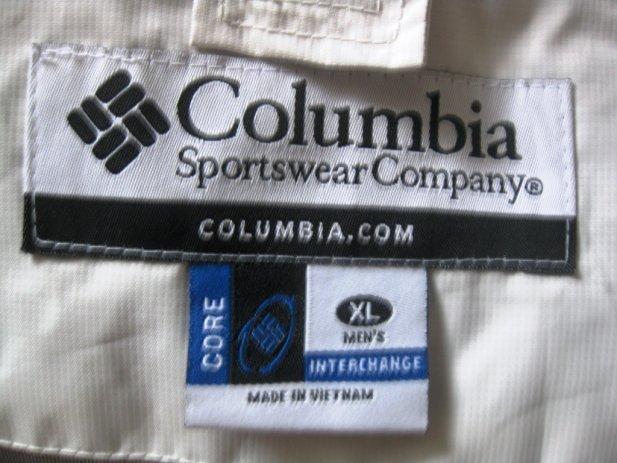 Columbia
Sportswear Company®
COLUMBIA.COM
CORE
XL
MEN'S
INTERCHANGE
MADE IN VIETNAM